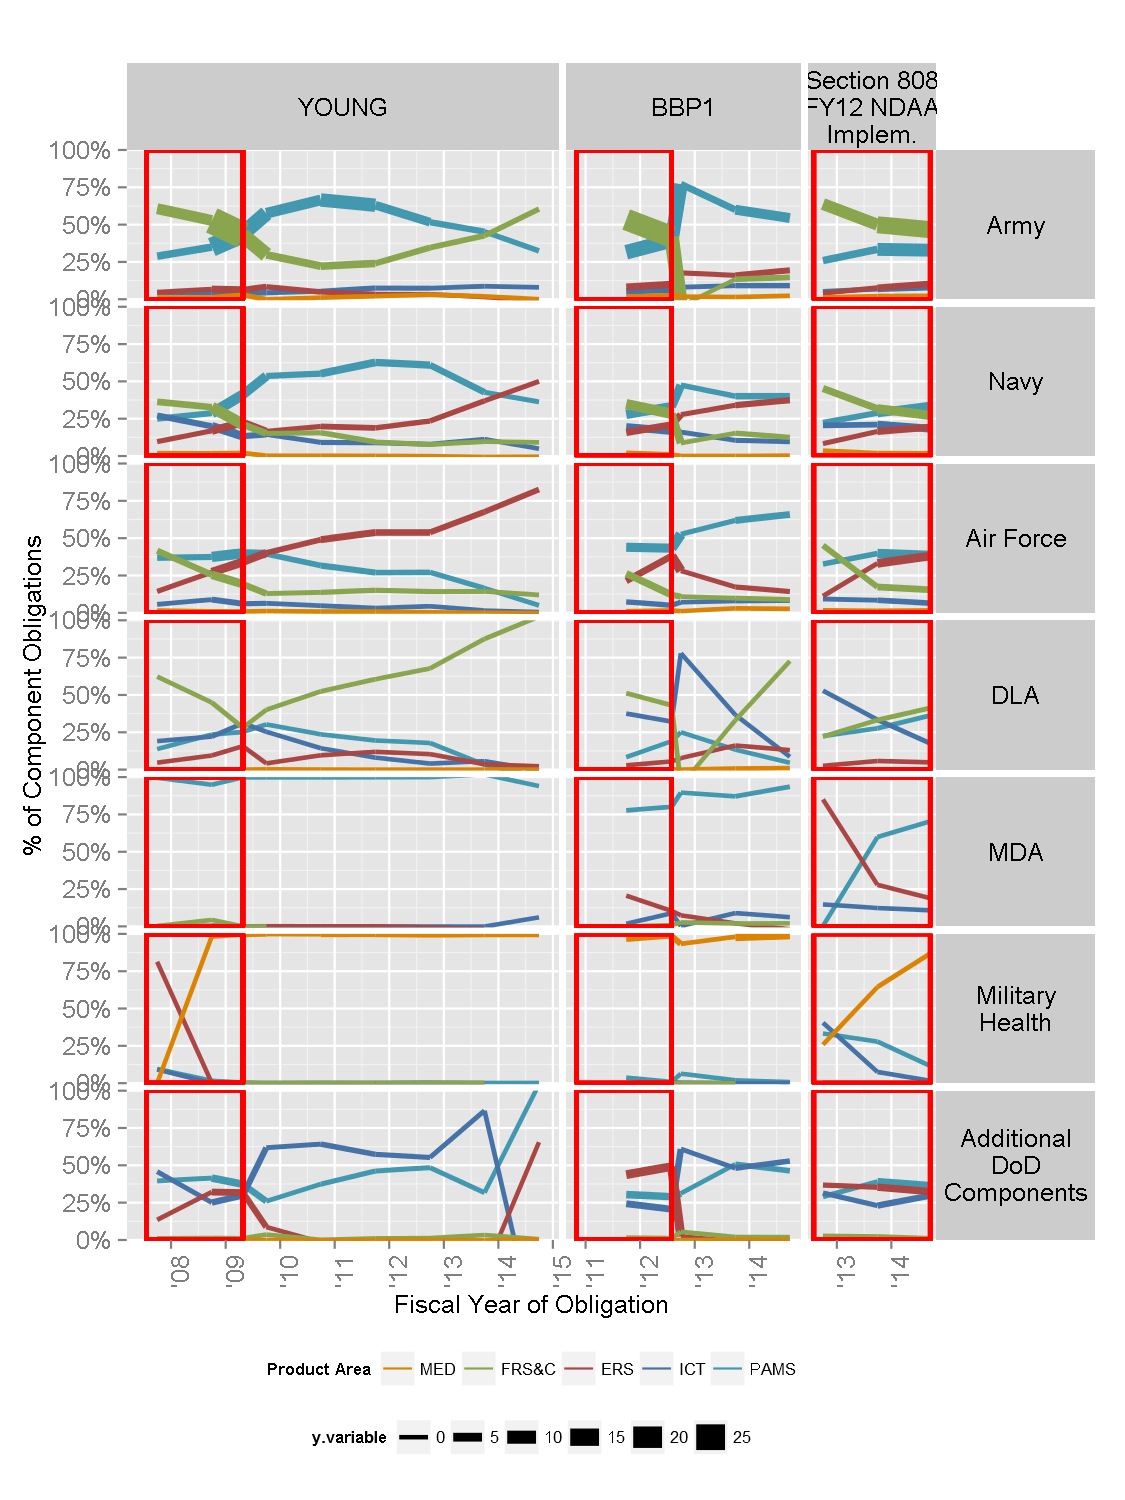 YOUNG
BBP1
Section 808
FY12 NDAA
Implem.
% of Component Obligations
100%
75%
50%
25%
0%
Army
100%
75%
50%
25%
0%
Navy
100%
75%
50%
25%
0%
Air Force
100%
75%
50%
25%
0%
DLA
100%
75%
50%
25%
0%
MDA
100%
75%
50%
25%
0%
Military
Health
100%
75%
50%
25%
0%
Additional
DoD
Components
'08 '09 '10 '11 '12 '13 '14 '15 '11 '12 '13 '14 '13 '14
Fiscal Year of Obligation
Product Area MED FRS&C ERS ICT PAMS
y.variable 0 5 10 15 20 25